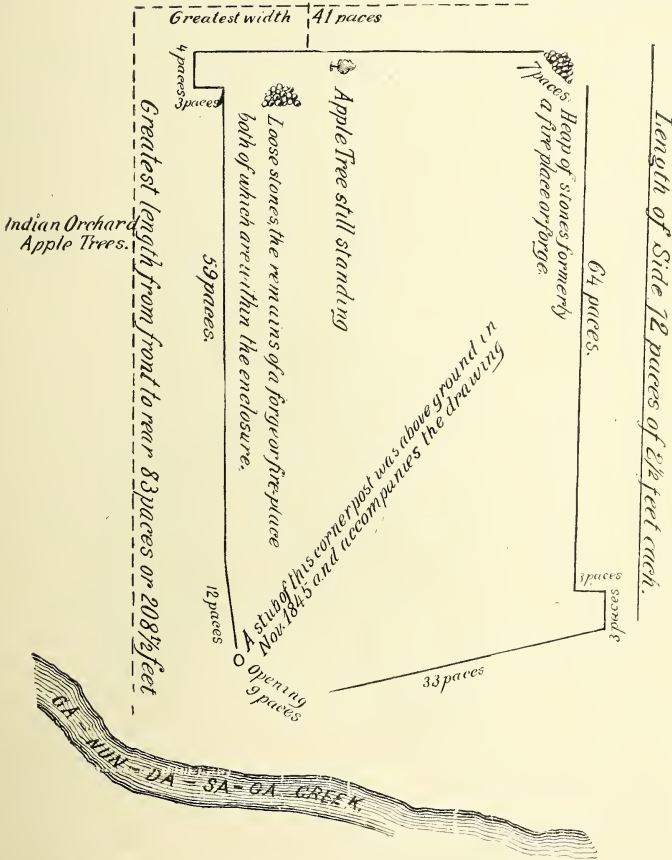 Greatest width 41 paces
4 paces
3 paces
7 paces
Heap of stones formerly
a fire place or forge.
Apple Tree still standing
Loose stones, the remains of a forge or fire-place
both of which are within the enclosure.
Length of Side 72 paces of 2½ feet each.
Indian Orchard
Apple Trees.
Greatest length from front to rear 83 paces or 208½ feet
59 paces.
64 paces.
A stub of this corner post was above ground in
Nov. 1845 and accompanies the drawing
3 paces
3 paces
12 paces
Opening
9 paces
33 paces
GA-NUN-DA-SA-GA CREEK.